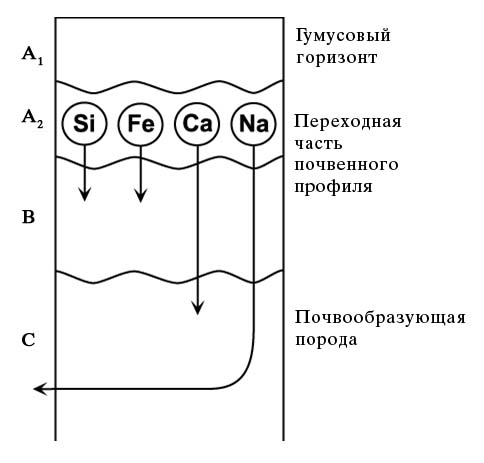 A1
Гумусовый
горизонт
A2
Si Fe Ca Na
Переходная
часть
почвенного
профиля
B
C
Почвообразующая
порода